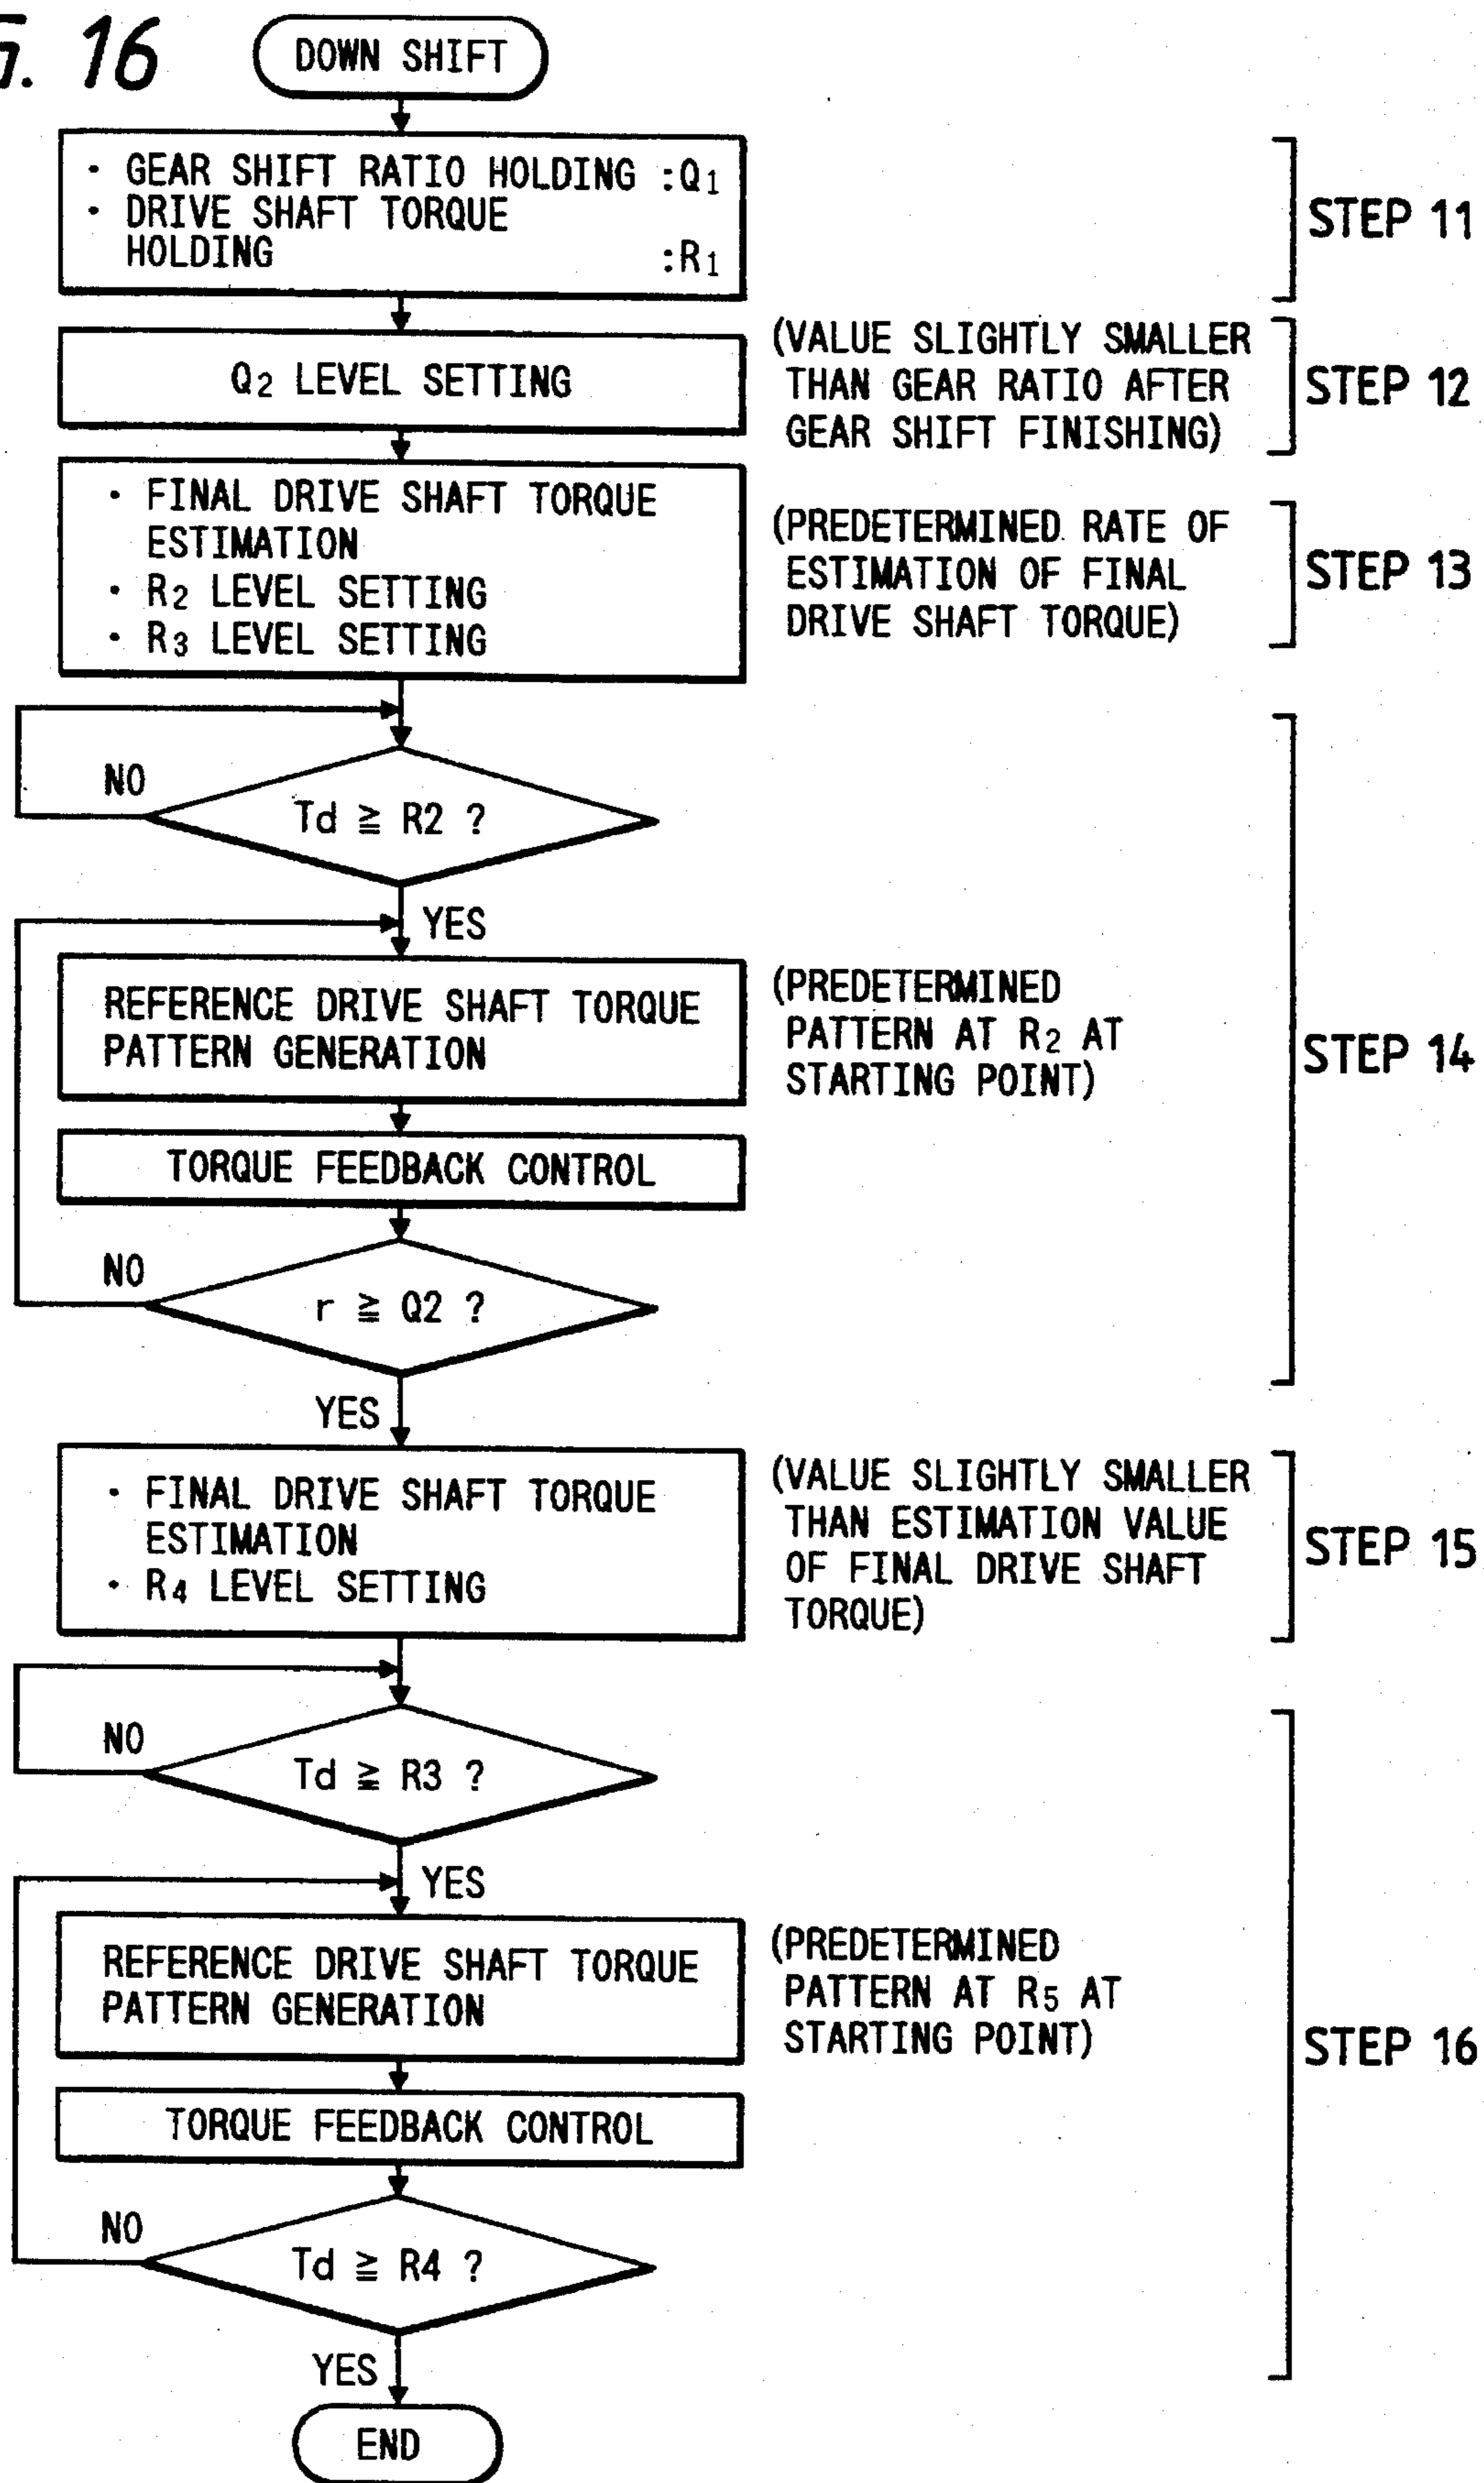 G. 16
DOWN SHIFT
· GEAR SHIFT RATIO HOLDING :Q1
· DRIVE SHAFT TORQUE
HOLDING :R1
STEP 11
Q2 LEVEL SETTING
(VALUE SLIGHTLY SMALLER
THAN GEAR RATIO AFTER
GEAR SHIFT FINISHING)
STEP 12
· FINAL DRIVE SHAFT TORQUE
ESTIMATION
· R2 LEVEL SETTING
· R3 LEVEL SETTING
(PREDETERMINED RATE OF
ESTIMATION OF FINAL
DRIVE SHAFT TORQUE)
STEP 13
NO
Td ≧ R2 ?
YES
REFERENCE DRIVE SHAFT TORQUE
PATTERN GENERATION
(PREDETERMINED
PATTERN AT R2 AT
STARTING POINT)
STEP 14
TORQUE FEEDBACK CONTROL
NO
r ≧ Q2 ?
YES
· FINAL DRIVE SHAFT TORQUE
ESTIMATION
· R4 LEVEL SETTING
(VALUE SLIGHTLY SMALLER
THAN ESTIMATION VALUE
OF FINAL DRIVE SHAFT
TORQUE)
STEP 15
NO
Td ≧ R3 ?
YES
REFERENCE DRIVE SHAFT TORQUE
PATTERN GENERATION
(PREDETERMINED
PATTERN AT R5 AT
STARTING POINT)
STEP 16
TORQUE FEEDBACK CONTROL
NO
Td ≧ R4 ?
YES
END